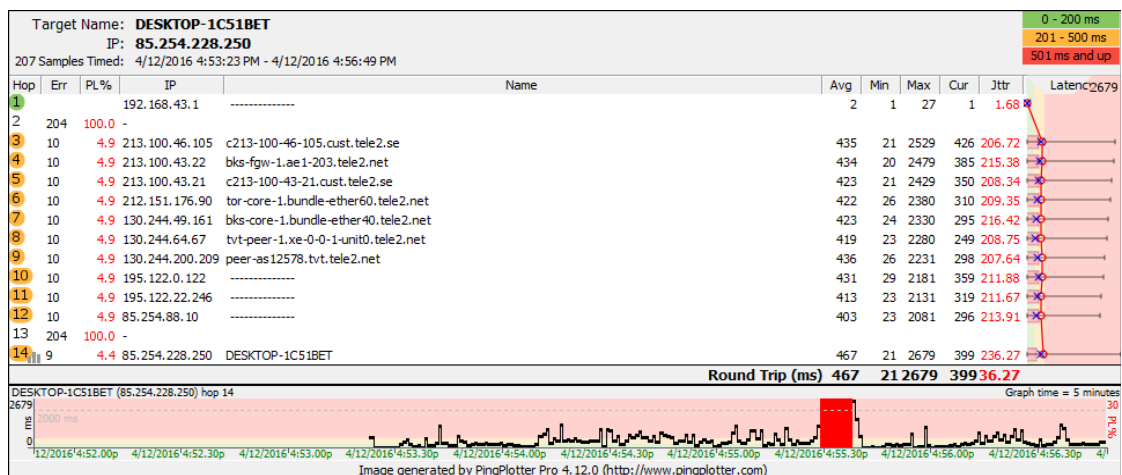 Target Name: DESKTOP-1C51BET
IP: 85.254.228.250
207 Samples Timed: 4/12/2016 4:53:23 PM - 4/12/2016 4:56:49 PM
0 - 200 ms
201 - 500 ms
501 ms and up
Hop Err PL% IP Name Avg Min Max Cur Jttr Latenc 2679
1 192.168.43.1 -------------- 2 1 27 1 1.68
2 204 100.0 -
3 10 4.9 213.100.46.105 c213-100-46-105.cust.tele2.se 435 21 2529 426 206.72
4 10 4.9 213.100.43.22 bks-fgw-1.ae1-203.tele2.net 434 20 2479 385 215.38
5 10 4.9 213.100.43.21 c213-100-43-21.cust.tele2.se 423 21 2429 350 208.34
6 10 4.9 212.151.176.90 tor-core-1.bundle-ether60.tele2.net 422 26 2380 310 209.35
7 10 4.9 130.244.49.161 bks-core-1.bundle-ether40.tele2.net 423 24 2330 295 216.42
8 10 4.9 130.244.64.67 tvt-peer-1.xe-0-0-1-unit0.tele2.net 419 23 2280 249 208.75
9 10 4.9 130.244.200.209 peer-as12578.tvt.tele2.net 436 26 2231 298 207.64
10 10 4.9 195.122.0.122 -------------- 431 29 2181 359 211.88
11 10 4.9 195.122.22.246 -------------- 413 23 2131 319 211.67
12 10 4.9 85.254.88.10 -------------- 403 23 2081 296 213.91
13 204 100.0 -
14 9 4.4 85.254.228.250 DESKTOP-1C51BET 467 21 2679 399 236.27
Round Trip (ms) 467 21 2679 399 36.27
DESKTOP-1C51BET (85.254.228.250) hop 14 Graph time = 5 minutes
2679 30
2000 ms
ms PL%
0
12/2016 4:52.00p 4/12/2016 4:52.30p 4/12/2016 4:53.00p 4/12/2016 4:53.30p 4/12/2016 4:54.00p 4/12/2016 4:54.30p 4/12/2016 4:55.00p 4/12/2016 4:55.30p 4/12/2016 4:56.00p 4/12/2016 4:56.30p 4/
Image generated by PingPlotter Pro 4.12.0 (http://www.pingplotter.com)